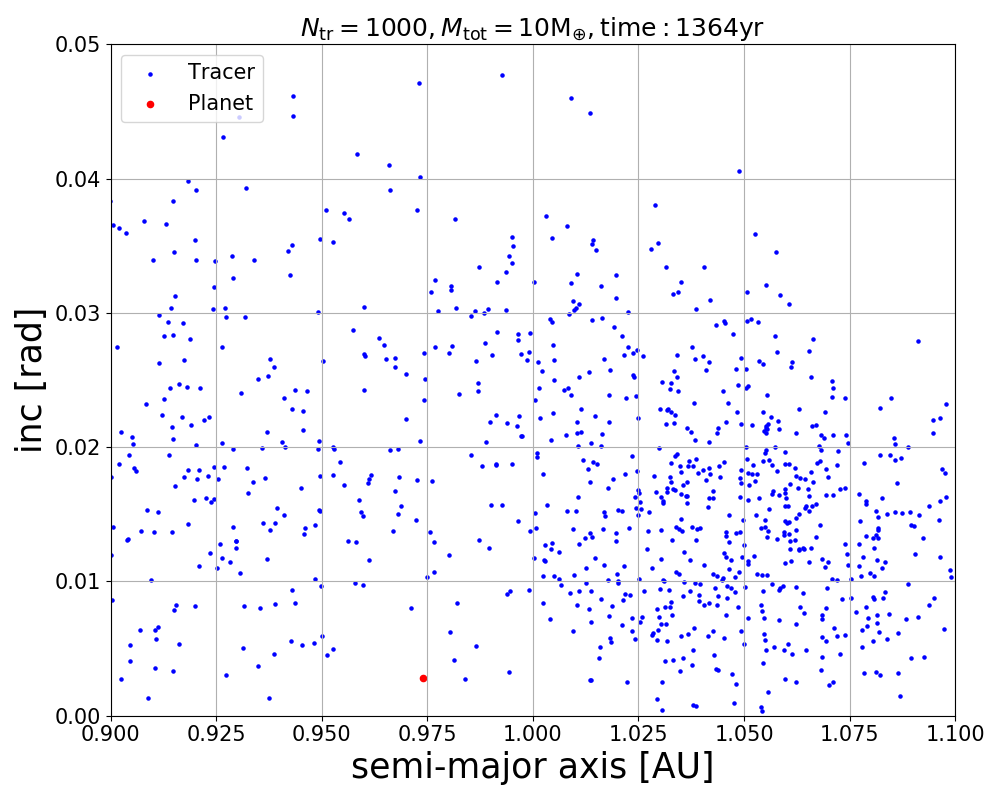 N_tr = 1000, M_tot = 10M_⊕, time : 1364yr
Tracer
Planet
inc [rad]
0.05
0.04
0.03
0.02
0.01
0.00
0.900 0.925 0.950 0.975 1.000 1.025 1.050 1.075 1.100
semi-major axis [AU]